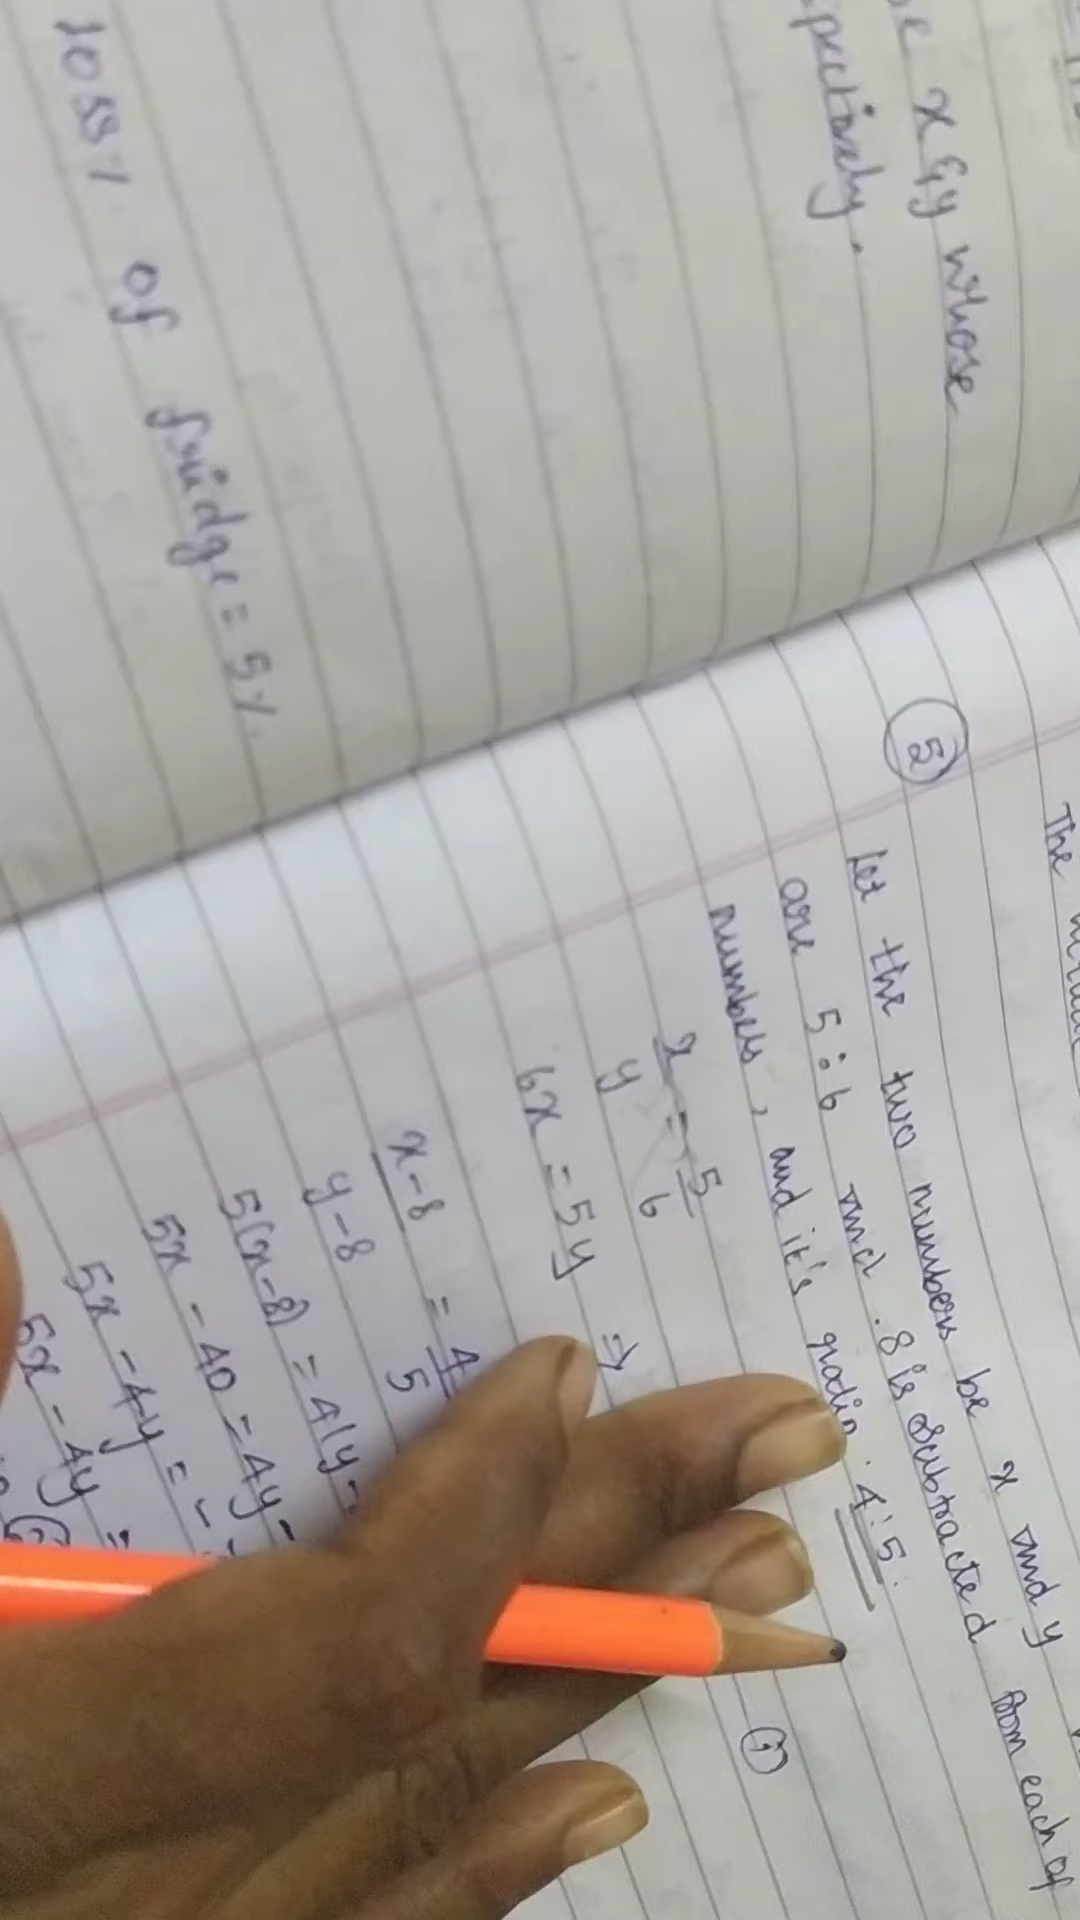 be x & y whose
loss% of fridge = 5%.
The
5
Let the two numbers be x and y
are 5:6 and 8 is subtracted from each of
numbers, and it's ratio 4:5.
x/y = 5/6
6x = 5y ⇒
1
x-8/y-8 = 4/5
5(x-8) = 4(y-
5x - 40 = 4y -
5x - 4y = -
5x - 4y =